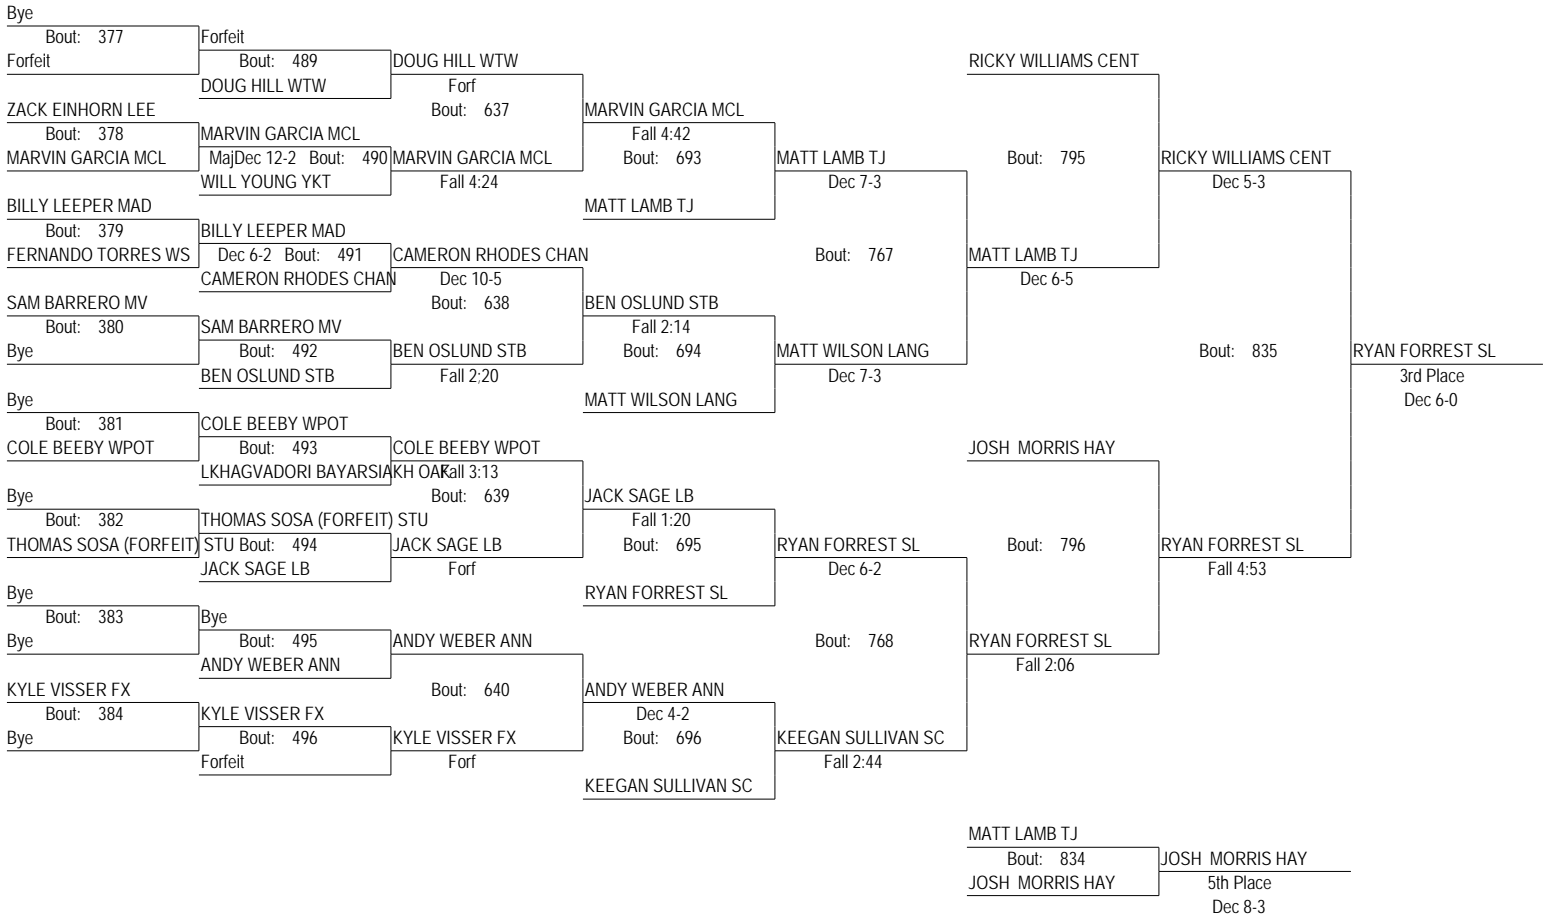 Bye
Bout: 377
Forfeit
Forfeit
Bout: 489
DOUG HILL WTW
DOUG HILL WTW
Forf
ZACK EINHORN LEE
Bout: 378
MARVIN GARCIA MCL
MARVIN GARCIA MCL
MajDec 12-2 Bout: 490
WILL YOUNG YKT
MARVIN GARCIA MCL
Fall 4:24
Bout: 637
MARVIN GARCIA MCL
Fall 4:42
Bout: 693
MATT LAMB TJ
BILLY LEEPER MAD
Bout: 379
FERNANDO TORRES WS
BILLY LEEPER MAD
Dec 6-2 Bout: 491
CAMERON RHODES CHAN
CAMERON RHODES CHAN
Dec 10-5
Bout: 638
SAM BARRERO MV
Bout: 380
Bye
SAM BARRERO MV
Bout: 492
BEN OSLUND STB
BEN OSLUND STB
Fall 2;20
BEN OSLUND STB
Fall 2:14
Bout: 694
MATT WILSON LANG
MATT LAMB TJ
Dec 7-3
Bout: 767
MATT WILSON LANG
Dec 7-3
RICKY WILLIAMS CENT
Bout: 795
MATT LAMB TJ
Dec 6-5
RICKY WILLIAMS CENT
Dec 5-3
Bye
Bout: 381
COLE BEEBY WPOT
COLE BEEBY WPOT
Bout: 493
LKHAGVADORI BAYARSIAKH OAK
COLE BEEBY WPOT
Fall 3:13
Bout: 639
Bye
Bout: 382
THOMAS SOSA (FORFEIT) STU
THOMAS SOSA (FORFEIT) STU
Bout: 494
JACK SAGE LB
JACK SAGE LB
Forf
JACK SAGE LB
Fall 1:20
Bout: 695
RYAN FORREST SL
Bye
Bout: 383
Bye
Bye
Bout: 495
ANDY WEBER ANN
ANDY WEBER ANN
Bout: 640
KYLE VISSER FX
Bout: 384
Bye
KYLE VISSER FX
Bout: 496
Forfeit
KYLE VISSER FX
Forf
ANDY WEBER ANN
Dec 4-2
Bout: 696
KEEGAN SULLIVAN SC
RYAN FORREST SL
Dec 6-2
Bout: 768
KEEGAN SULLIVAN SC
Fall 2:44
JOSH MORRIS HAY
Bout: 796
RYAN FORREST SL
Fall 2:06
RYAN FORREST SL
Fall 4:53
Bout: 835
RYAN FORREST SL
3rd Place
Dec 6-0
MATT LAMB TJ
Bout: 834
JOSH MORRIS HAY
JOSH MORRIS HAY
5th Place
Dec 8-3